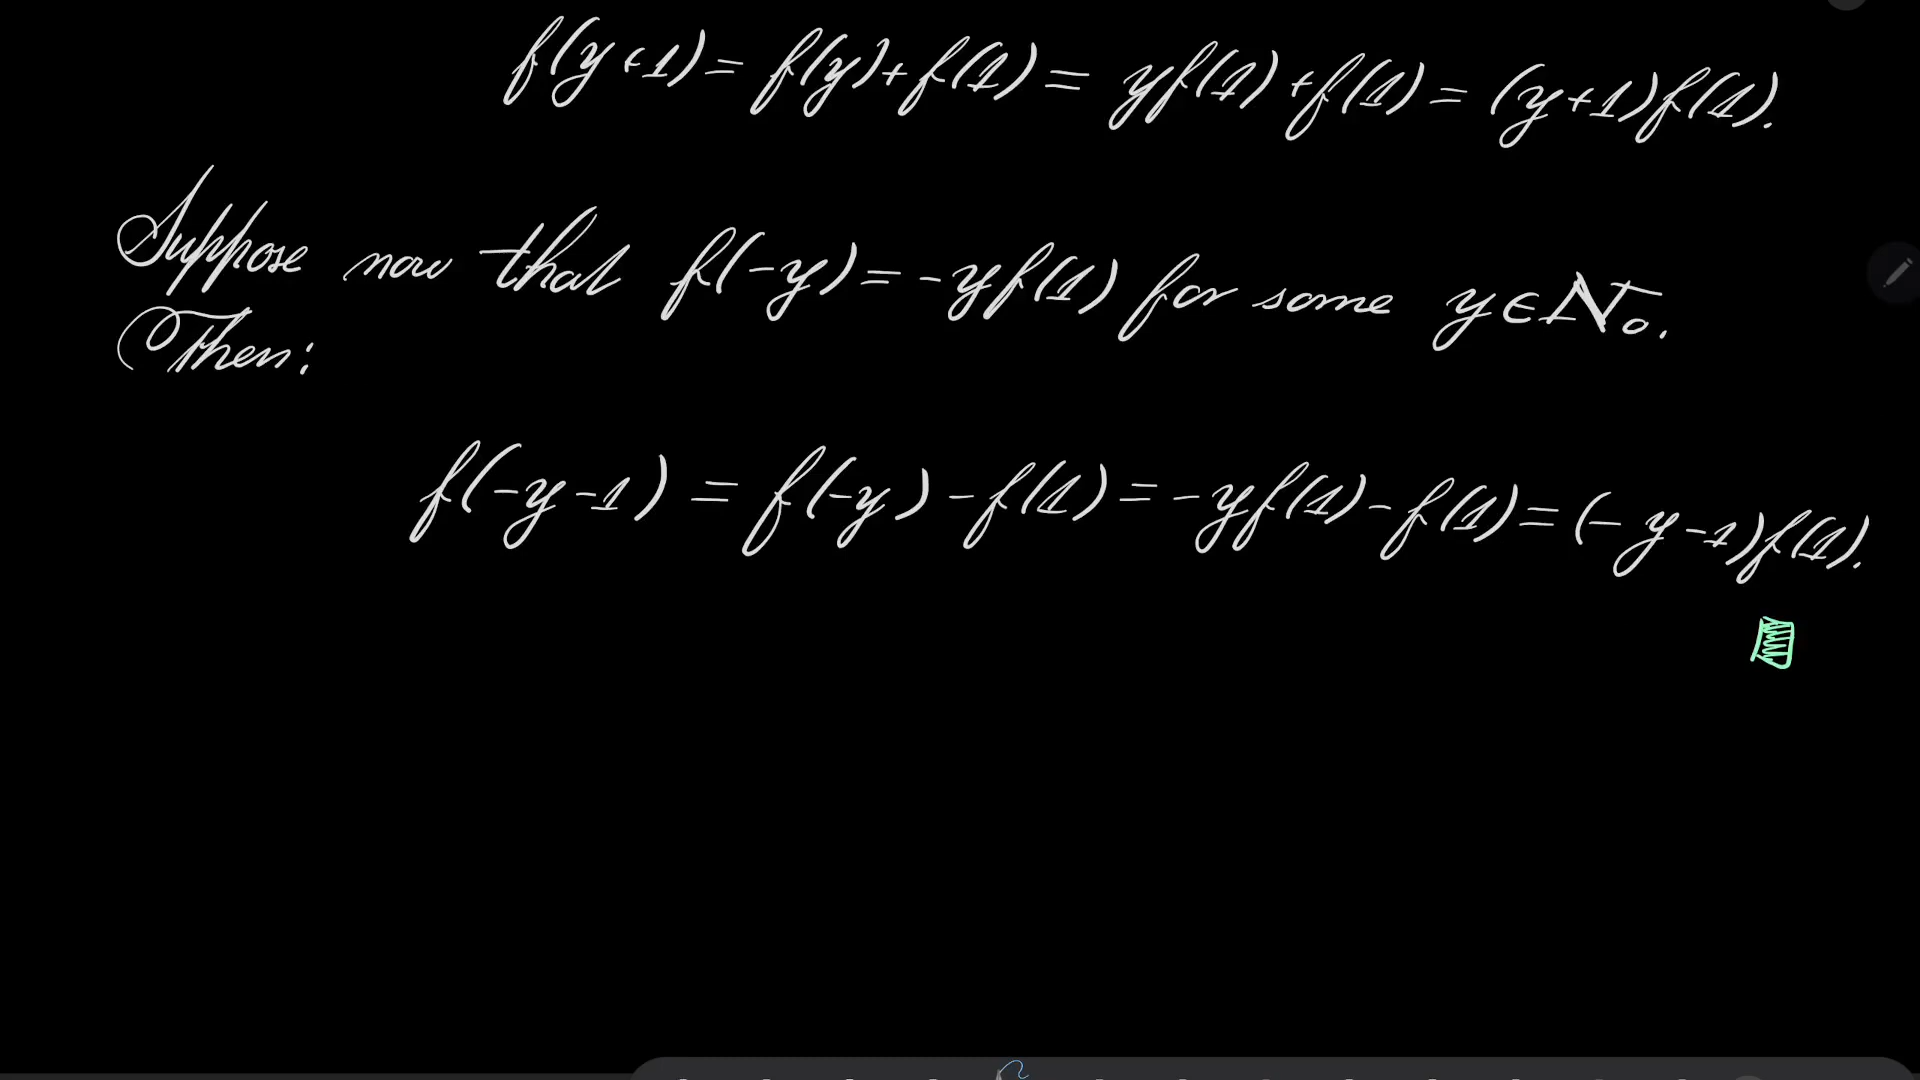 f(y+1) = f(y) + f(1) = yf(1) + f(1) = (y+1)f(1).
Suppose now that f(-y) = -yf(1) for some y ∈ ℕ₀.
Then:
f(-y-1) = f(-y) - f(1) = -yf(1) - f(1) = (-y-1)f(1).